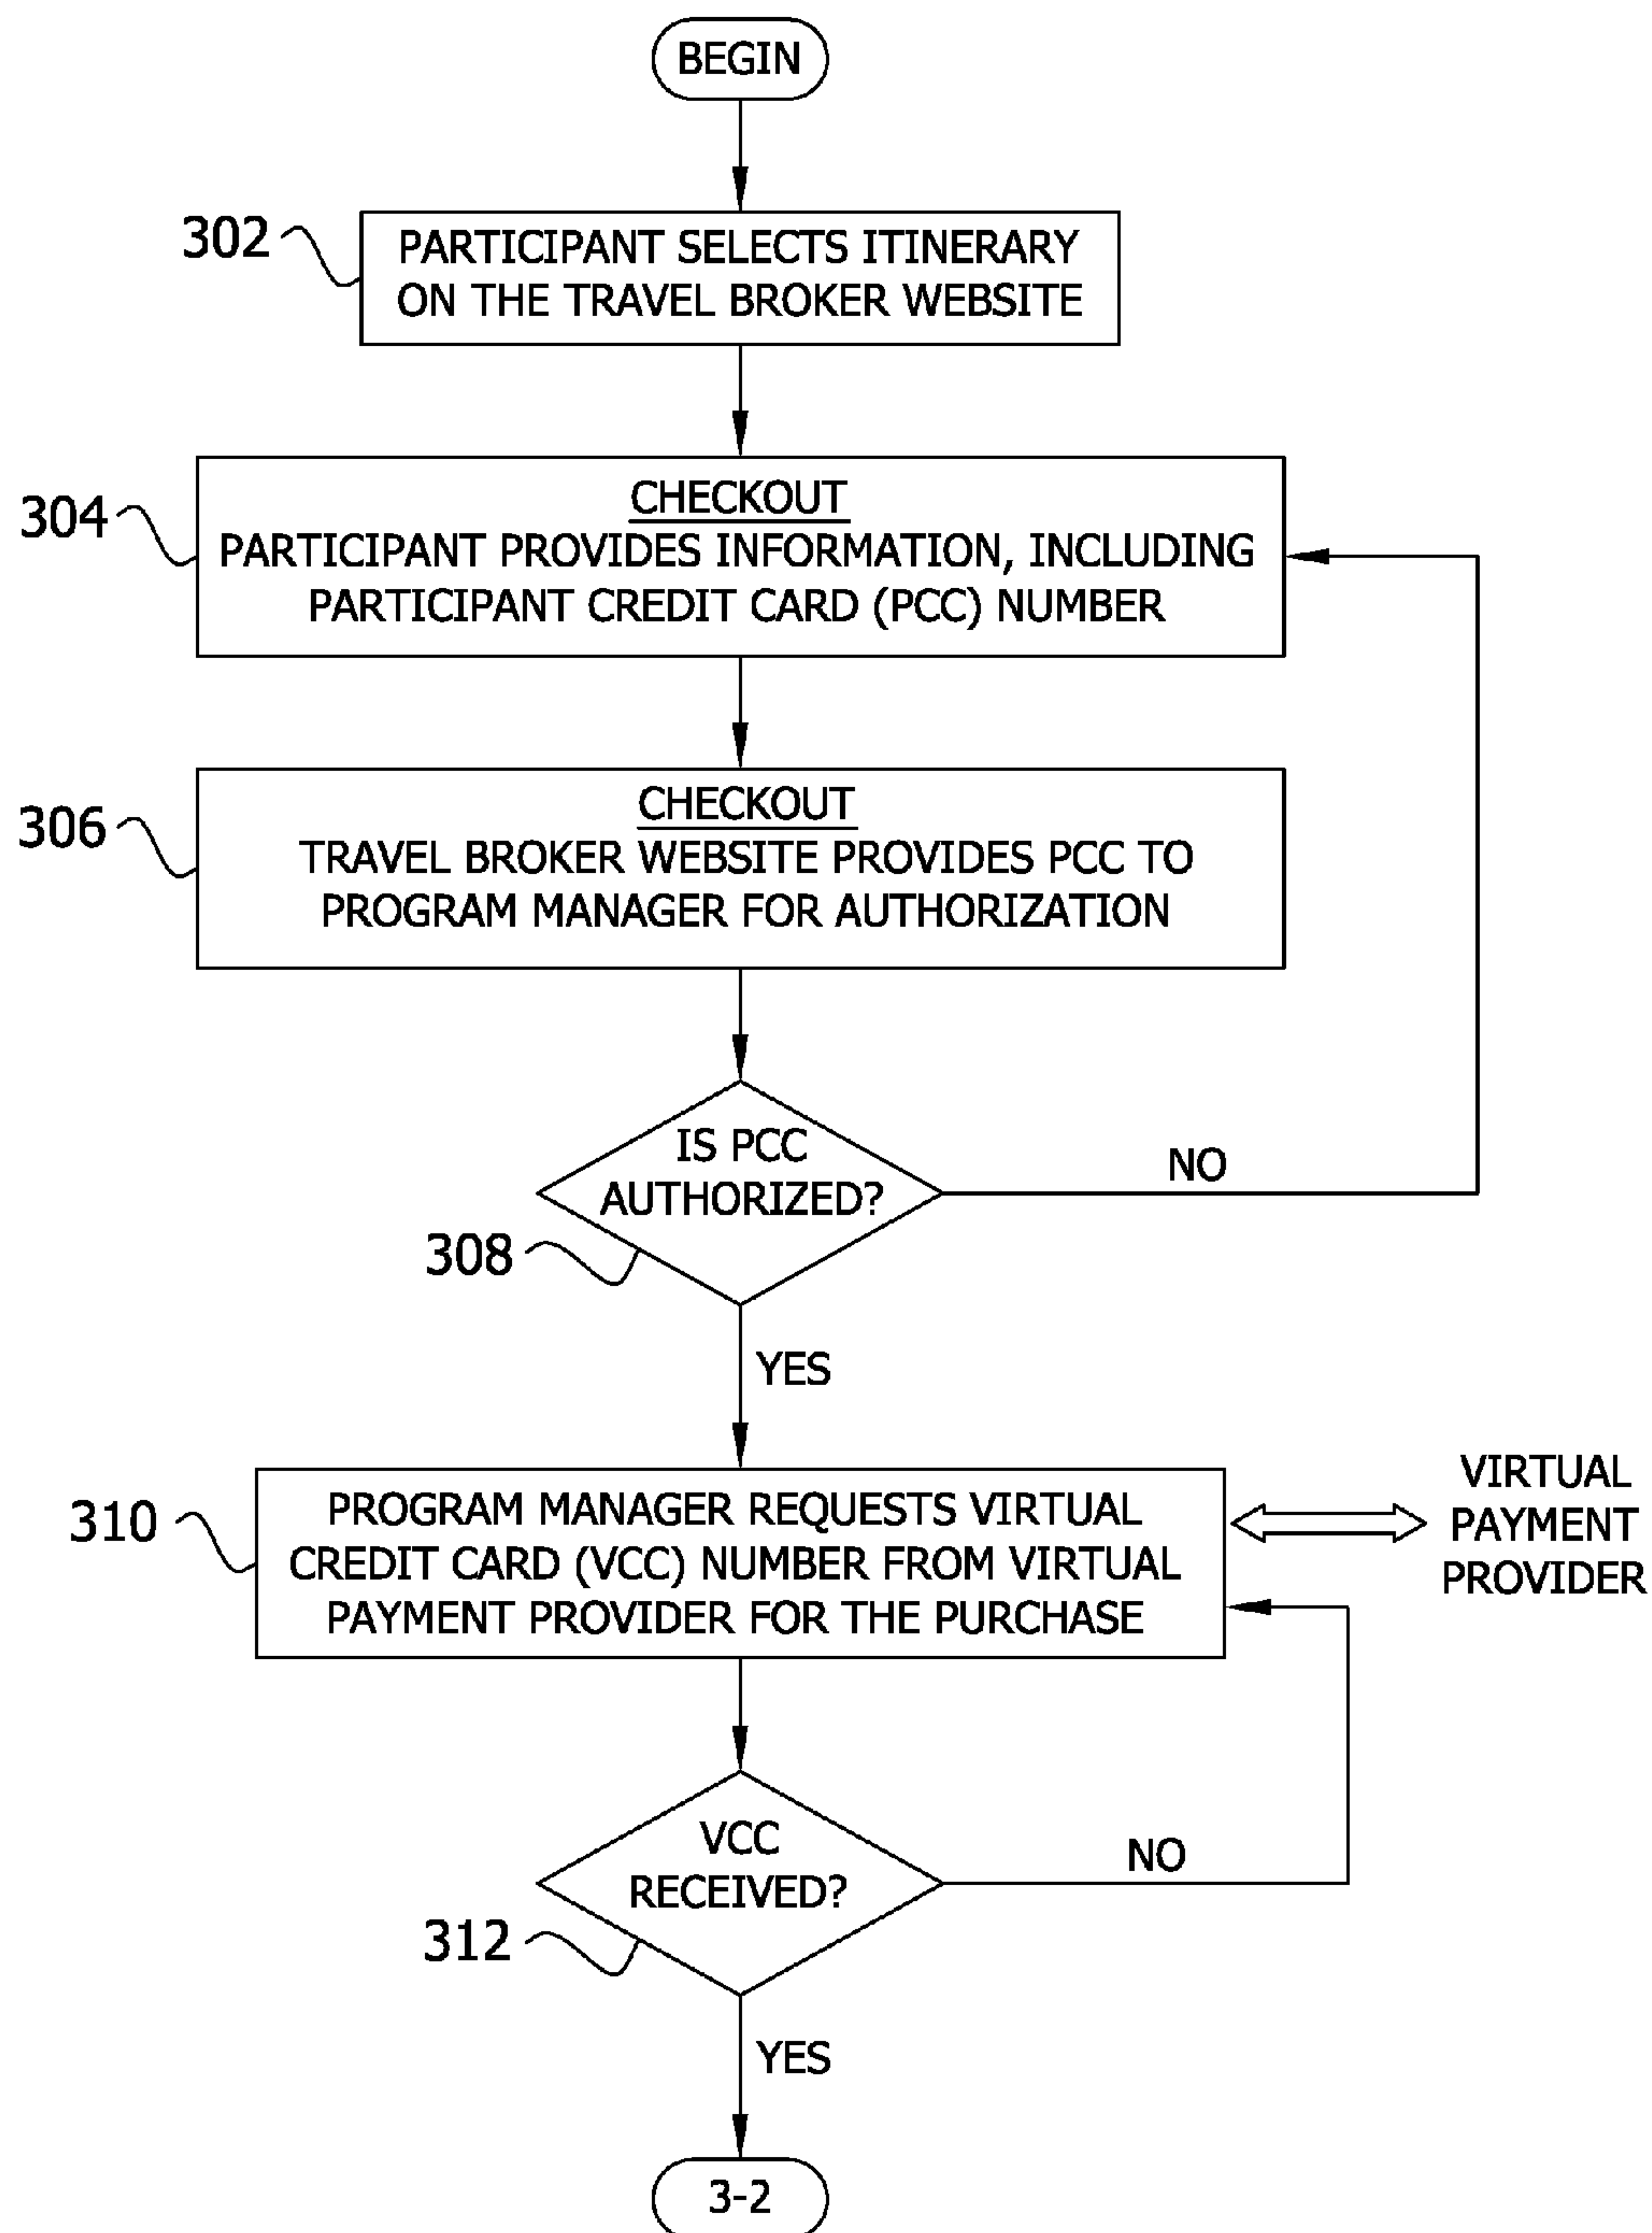 BEGIN
302
PARTICIPANT SELECTS ITINERARY
ON THE TRAVEL BROKER WEBSITE
304
CHECKOUT
PARTICIPANT PROVIDES INFORMATION, INCLUDING
PARTICIPANT CREDIT CARD (PCC) NUMBER
306
CHECKOUT
TRAVEL BROKER WEBSITE PROVIDES PCC TO
PROGRAM MANAGER FOR AUTHORIZATION
IS PCC
AUTHORIZED?
NO
308
YES
310
PROGRAM MANAGER REQUESTS VIRTUAL
CREDIT CARD (VCC) NUMBER FROM VIRTUAL
PAYMENT PROVIDER FOR THE PURCHASE
VIRTUAL
PAYMENT
PROVIDER
VCC
RECEIVED?
NO
312
YES
3-2